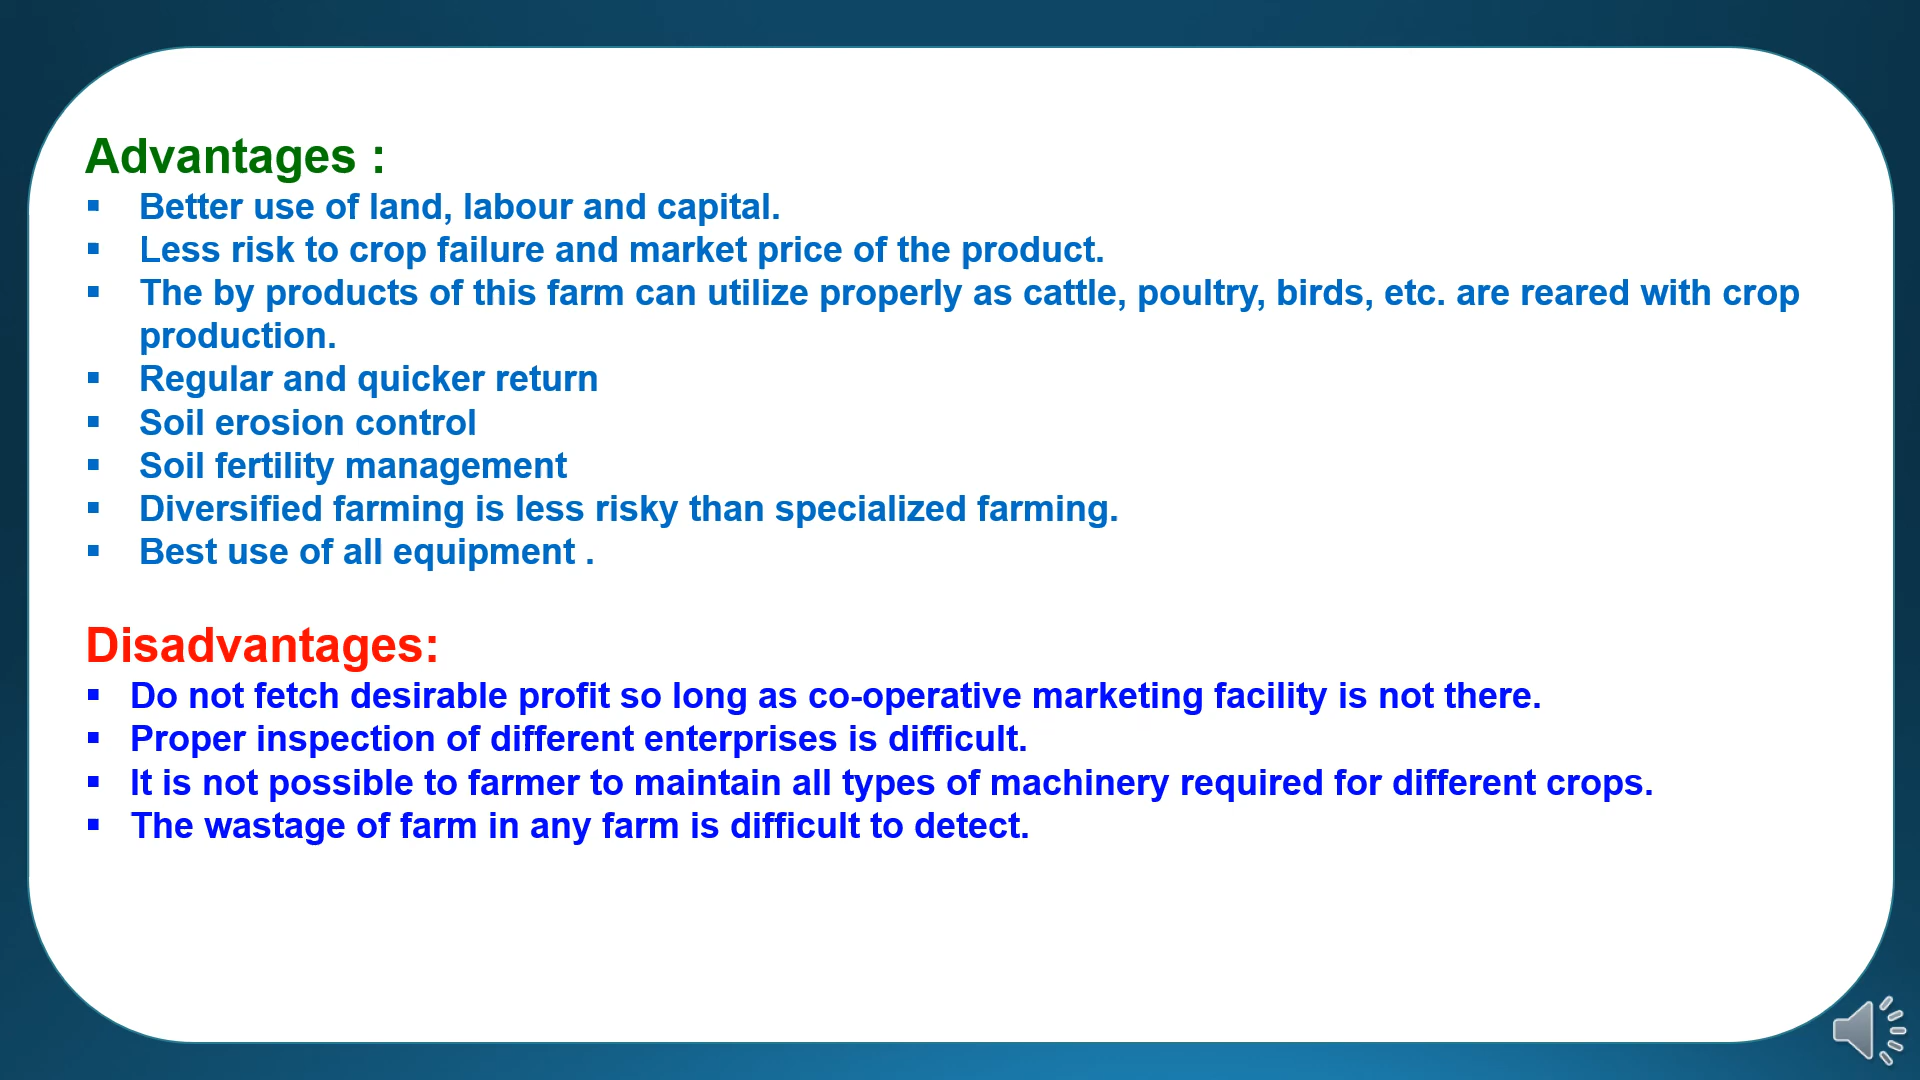 Advantages :
▪ Better use of land, labour and capital.
▪ Less risk to crop failure and market price of the product.
▪ The by products of this farm can utilize properly as cattle, poultry, birds, etc. are reared with crop
production.
▪ Regular and quicker return
▪ Soil erosion control
▪ Soil fertility management
▪ Diversified farming is less risky than specialized farming.
▪ Best use of all equipment .
Disadvantages:
▪ Do not fetch desirable profit so long as co-operative marketing facility is not there.
▪ Proper inspection of different enterprises is difficult.
▪ It is not possible to farmer to maintain all types of machinery required for different crops.
▪ The wastage of farm in any farm is difficult to detect.